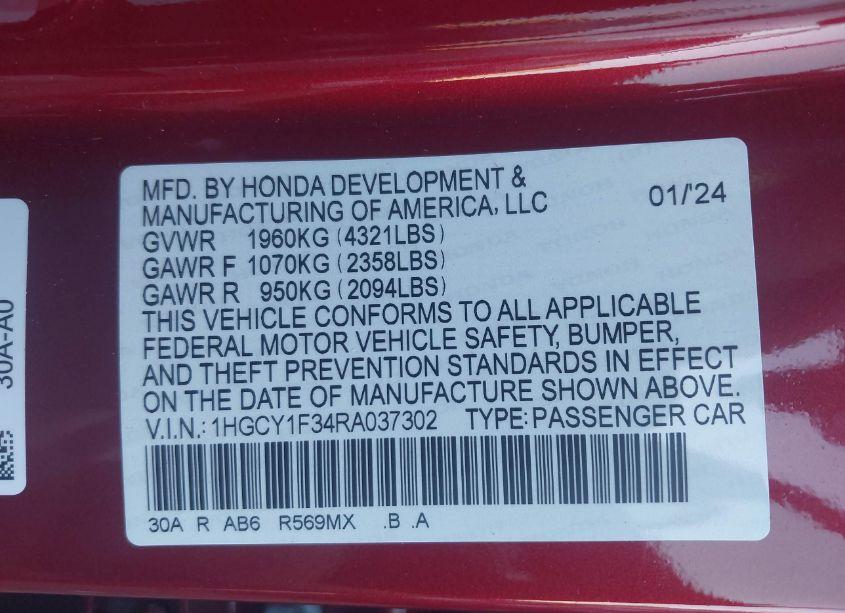 MFD. BY HONDA DEVELOPMENT &
MANUFACTURING OF AMERICA, LLC 01/'24
GVWR 1960KG (4321LBS)
GAWR F 1070KG (2358LBS)
GAWR R 950KG (2094LBS)
THIS VEHICLE CONFORMS TO ALL APPLICABLE
FEDERAL MOTOR VEHICLE SAFETY, BUMPER,
AND THEFT PREVENTION STANDARDS IN EFFECT
ON THE DATE OF MANUFACTURE SHOWN ABOVE.
V.I.N.: 1HGCY1F34RA037302 TYPE: PASSENGER CAR
30A R AB6 R569MX .B .A
30A-A0